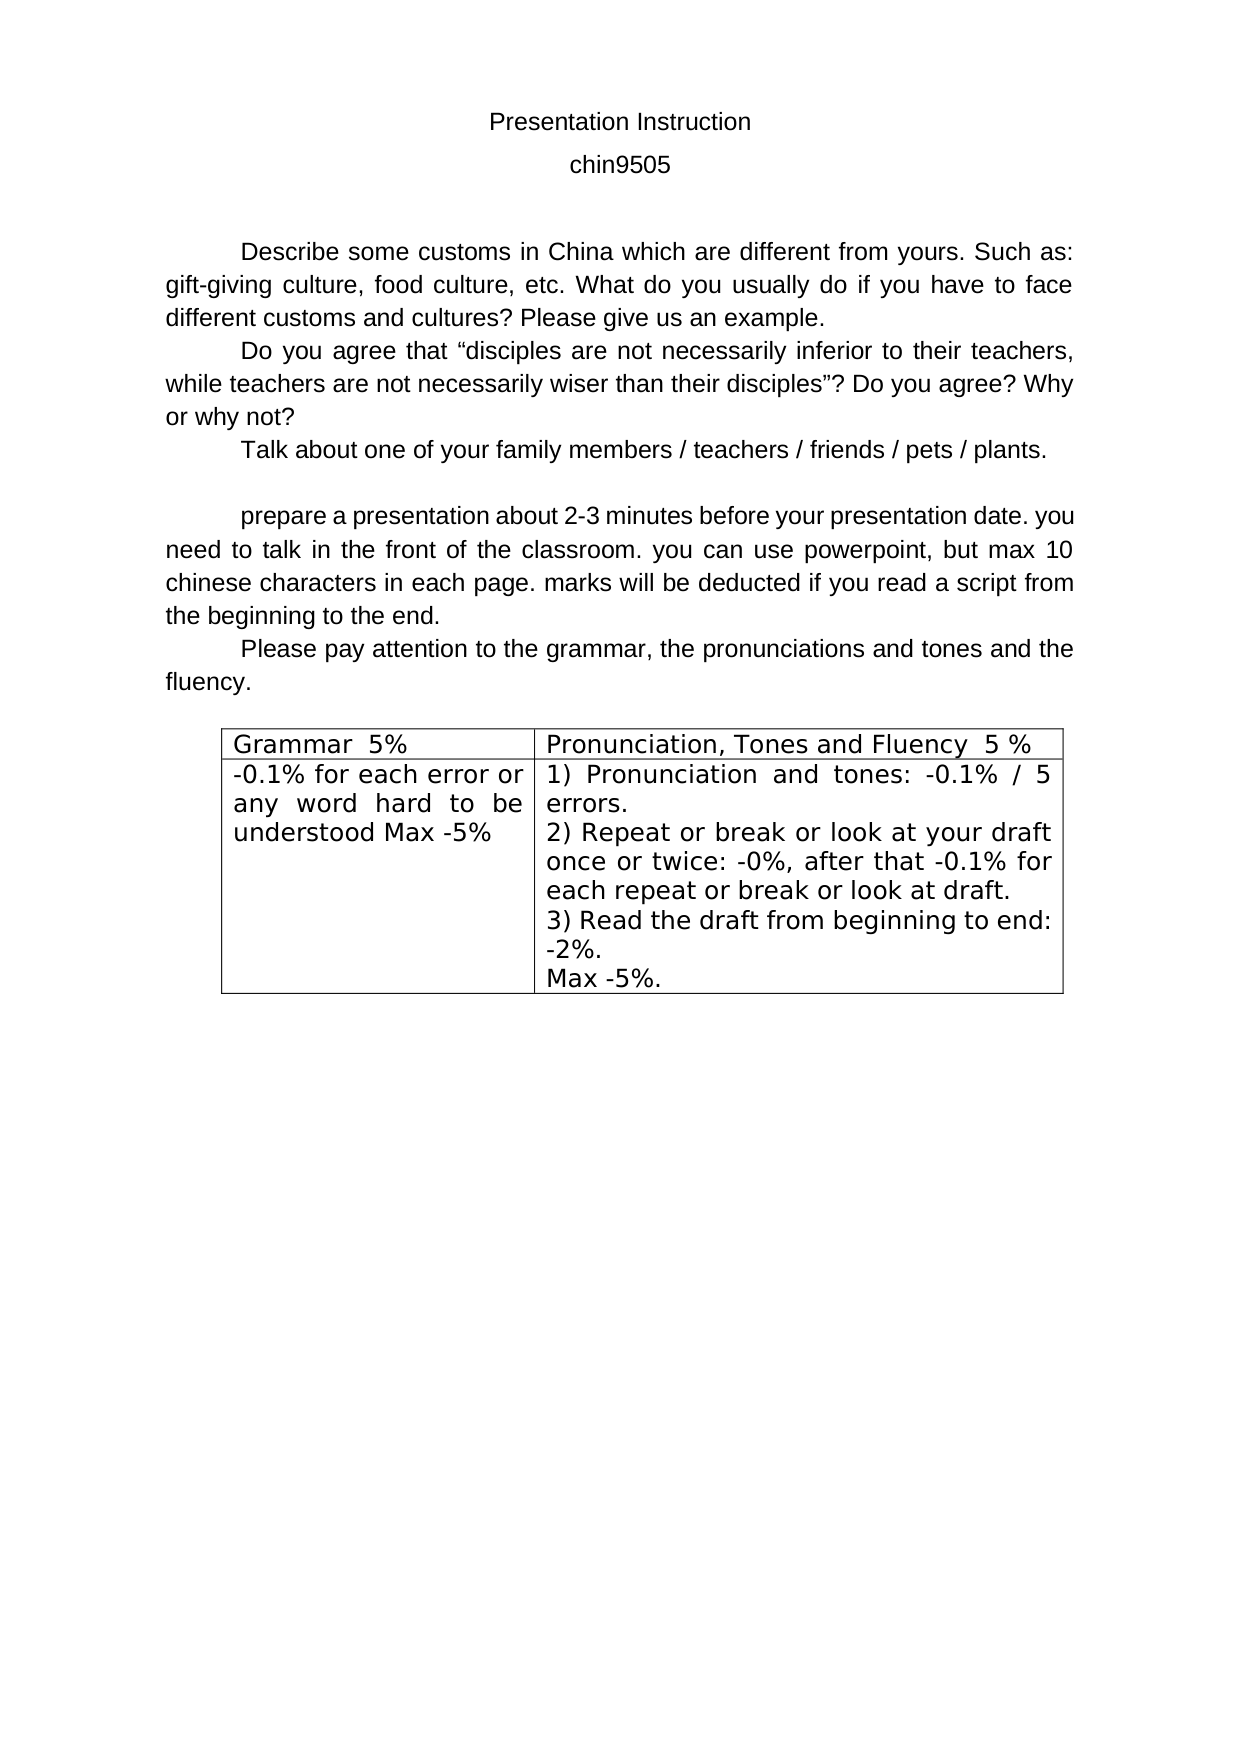 Presentation Instruction
chin9505
Describe some customs in China which are different from yours. Such as:
gift-giving culture, food culture, etc. What do you usually do if you have to face
different customs and cultures? Please give us an example.
Do you agree that “disciples are not necessarily inferior to their teachers,
while teachers are not necessarily wiser than their disciples”? Do you agree? Why
or why not?
Talk about one of your family members / teachers / friends / pets / plants.
prepare a presentation about 2-3 minutes before your presentation date. you
need to talk in the front of the classroom. you can use powerpoint, but max 10
chinese characters in each page. marks will be deducted if you read a script from
the beginning to the end.
Please pay attention to the grammar, the pronunciations and tones and the
fluency.
Grammar 5%
-0.1% for each error or
any word hard to be
understood Max -5%
Pronunciation, Tones and Fluency 5 %
1) Pronunciation and tones: -0.1% / 5
errors.
2) Repeat or break or look at your draft
once or twice: -0%, after that -0.1% for
each repeat or break or look at draft.
3) Read the draft from beginning to end:
-2%.
Max -5%.